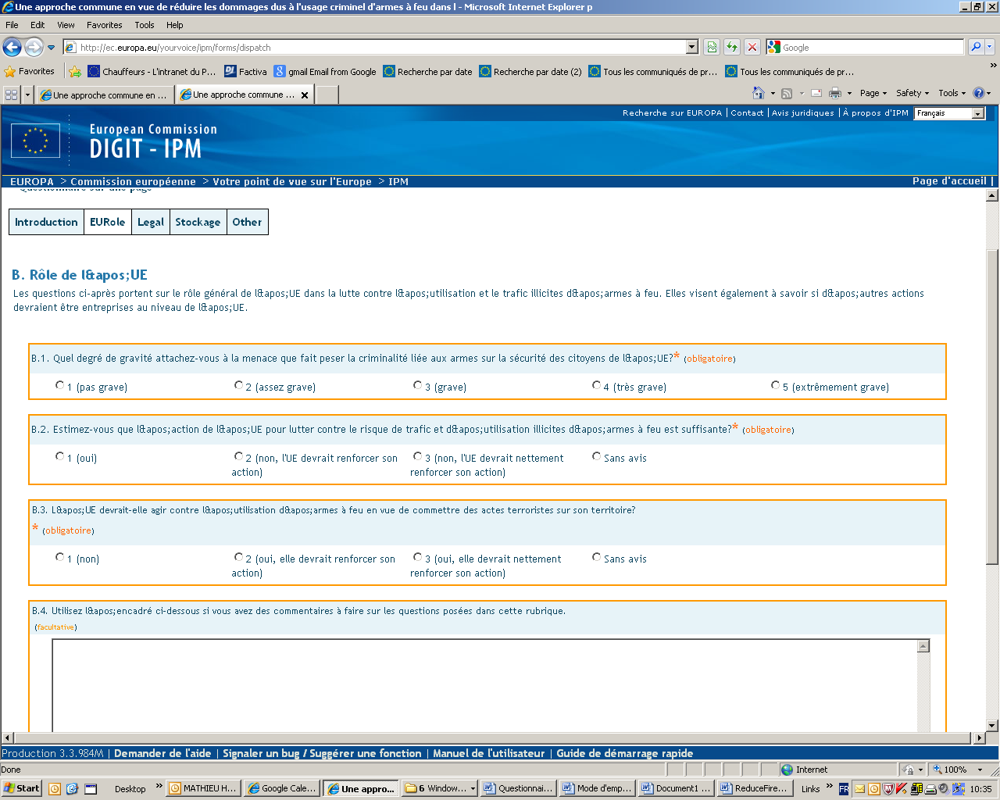 Une approche commune en vue de réduire les dommages dus à l'usage criminel d'armes à feu dans l - Microsoft Internet Explorer p
File Edit View Favorites Tools Help
http://ec.europa.eu/yourvoice/ipm/forms/dispatch
Google
Favorites
Chauffeurs - L'intranet du P...
Factiva
gmail Email from Google
Recherche par date
Recherche par date (2)
Tous les communiqués de pr...
Tous les communiqués de pr...
Une approche commune en ...
Une approche commune ...
Page Safety Tools
Recherche sur EUROPA | Contact | Avis juridiques | À propos d'IPM
Français
European Commission
DIGIT - IPM
EUROPA > Commission européenne > Votre point de vue sur l'Europe > IPM
Page d'accueil |
Questionnaire sur une page
Introduction EURole Legal Stockage Other
B. Rôle de l&apos;UE
Les questions ci-après portent sur le rôle général de l&apos;UE dans la lutte contre l&apos;utilisation et le trafic illicites d&apos;armes à feu. Elles visent également à savoir si d&apos;autres actions
devraient être entreprises au niveau de l&apos;UE.
B.1. Quel degré de gravité attachez-vous à la menace que fait peser la criminalité liée aux armes sur la sécurité des citoyens de l&apos;UE?* (obligatoire)
1 (pas grave)
2 (assez grave)
3 (grave)
4 (très grave)
5 (extrêmement grave)
B.2. Estimez-vous que l&apos;action de l&apos;UE pour lutter contre le risque de trafic et d&apos;utilisation illicites d&apos;armes à feu est suffisante?* (obligatoire)
1 (oui)
2 (non, l'UE devrait renforcer son
action)
3 (non, l'UE devrait nettement
renforcer son action)
Sans avis
B.3. L&apos;UE devrait-elle agir contre l&apos;utilisation d&apos;armes à feu en vue de commettre des actes terroristes sur son territoire?
* (obligatoire)
1 (non)
2 (oui, elle devrait renforcer son
action)
3 (oui, elle devrait nettement
renforcer son action)
Sans avis
B.4. Utilisez l&apos;encadré ci-dessous si vous avez des commentaires à faire sur les questions posées dans cette rubrique.
(facultative)
Production 3.3.984M | Demander de l'aide | Signaler un bug / Suggérer une fonction | Manuel de l'utilisateur | Guide de démarrage rapide
Done
Internet
100%
Start
Desktop
MATHIEU H...
Google Cale...
Une appro...
6 Window...
Questionnai...
Mode d'emp...
Document1 ...
ReduceFire...
Links
FR
10:35